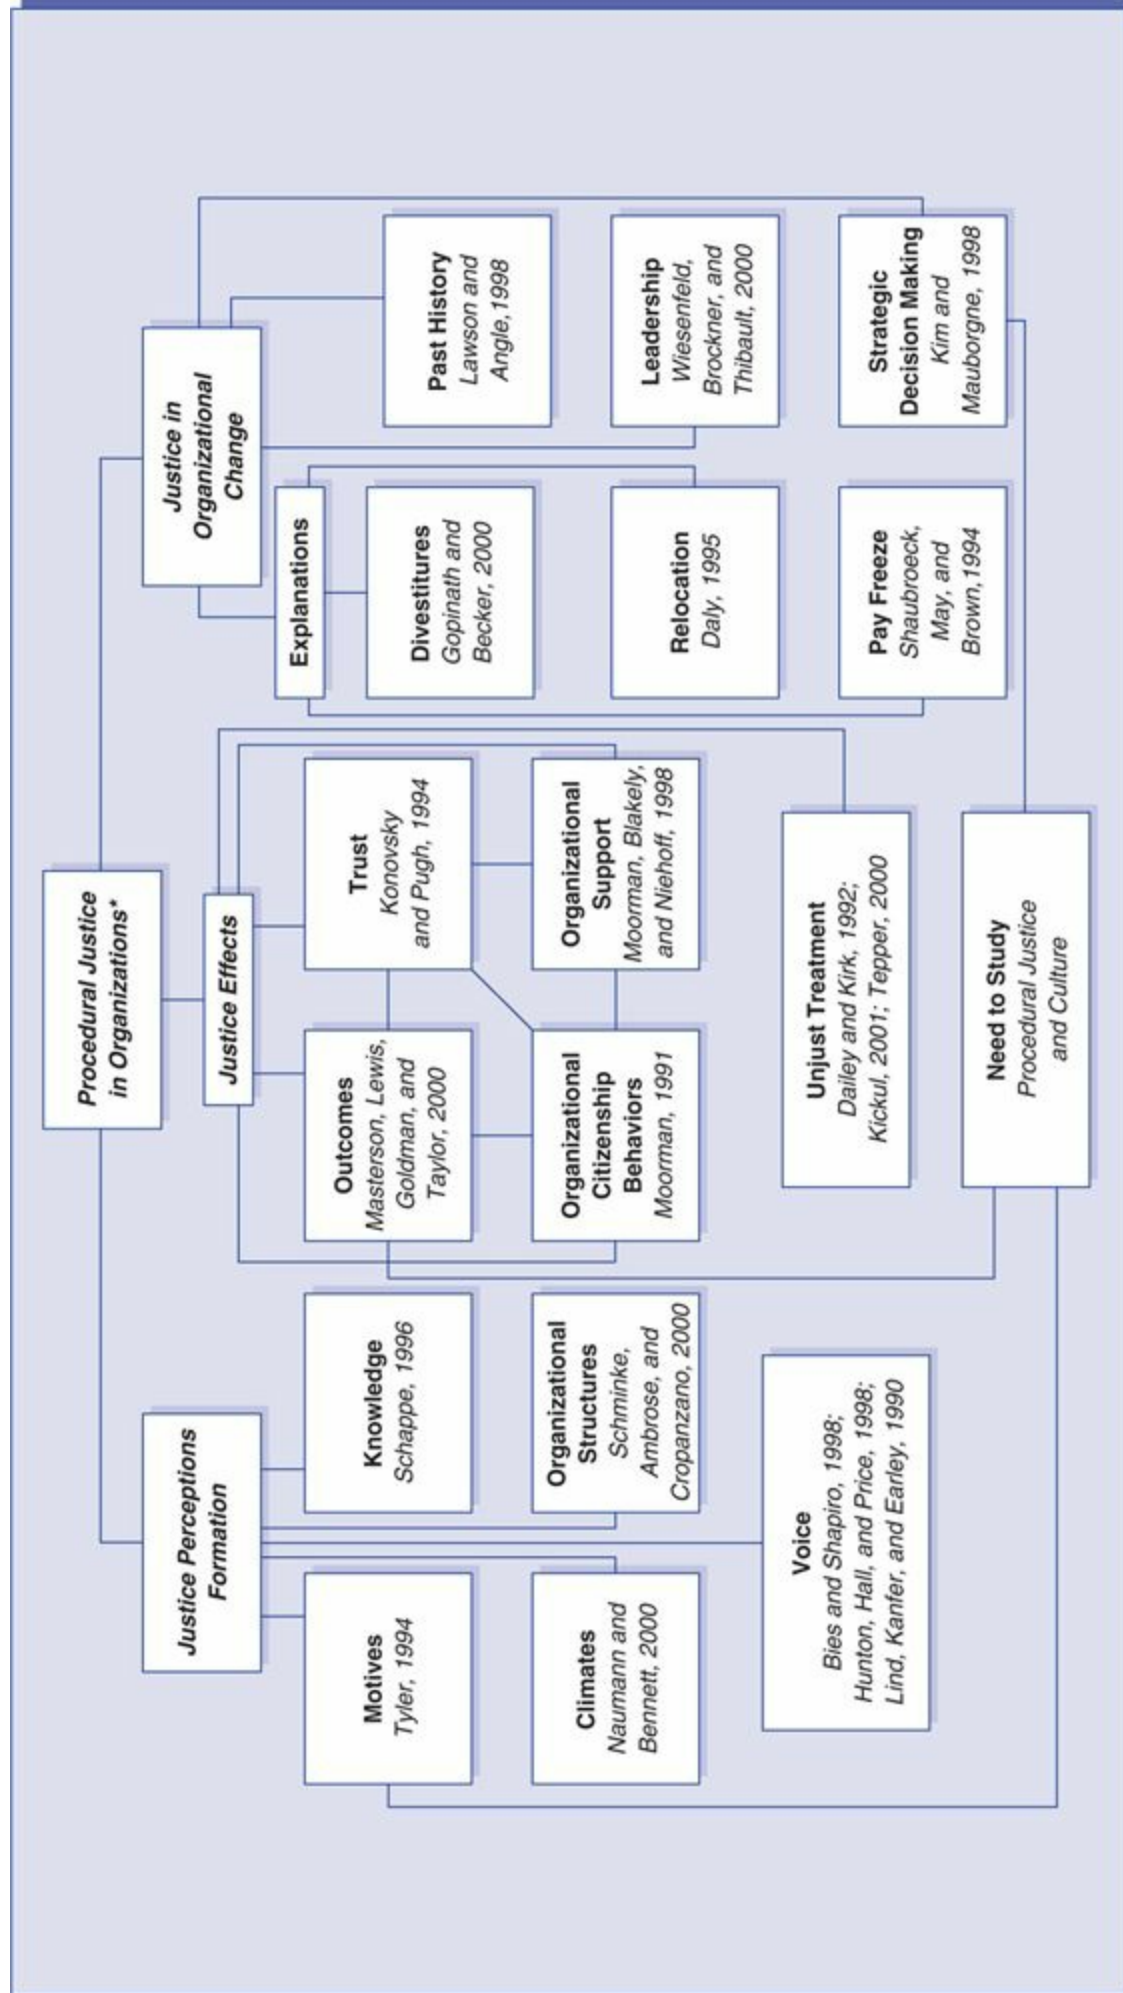 Procedural Justice
in Organizations*
Justice Perceptions
Formation
Motives
Tyler, 1994
Knowledge
Schappe, 1996
Climates
Naumann and
Bennett, 2000
Organizational
Structures
Schminke,
Ambrose, and
Cropanzano, 2000
Voice
Bies and Shapiro, 1998;
Hunton, Hall, and Price, 1998;
Lind, Kanfer, and Earley, 1990
Justice Effects
Outcomes
Masterson, Lewis,
Goldman, and
Taylor, 2000
Trust
Konovsky
and Pugh, 1994
Organizational
Citizenship
Behaviors
Moorman, 1991
Organizational
Support
Moorman, Blakely,
and Niehoff, 1998
Unjust Treatment
Dailey and Kirk, 1992;
Kickul, 2001; Tepper, 2000
Need to Study
Procedural Justice
and Culture
Justice in
Organizational
Change
Explanations
Divestitures
Gopinath and
Becker, 2000
Relocation
Daly, 1995
Pay Freeze
Shaubroeck,
May, and
Brown,1994
Past History
Lawson and
Angle,1998
Leadership
Wiesenfeld,
Brockner, and
Thibault, 2000
Strategic
Decision Making
Kim and
Mauborgne, 1998